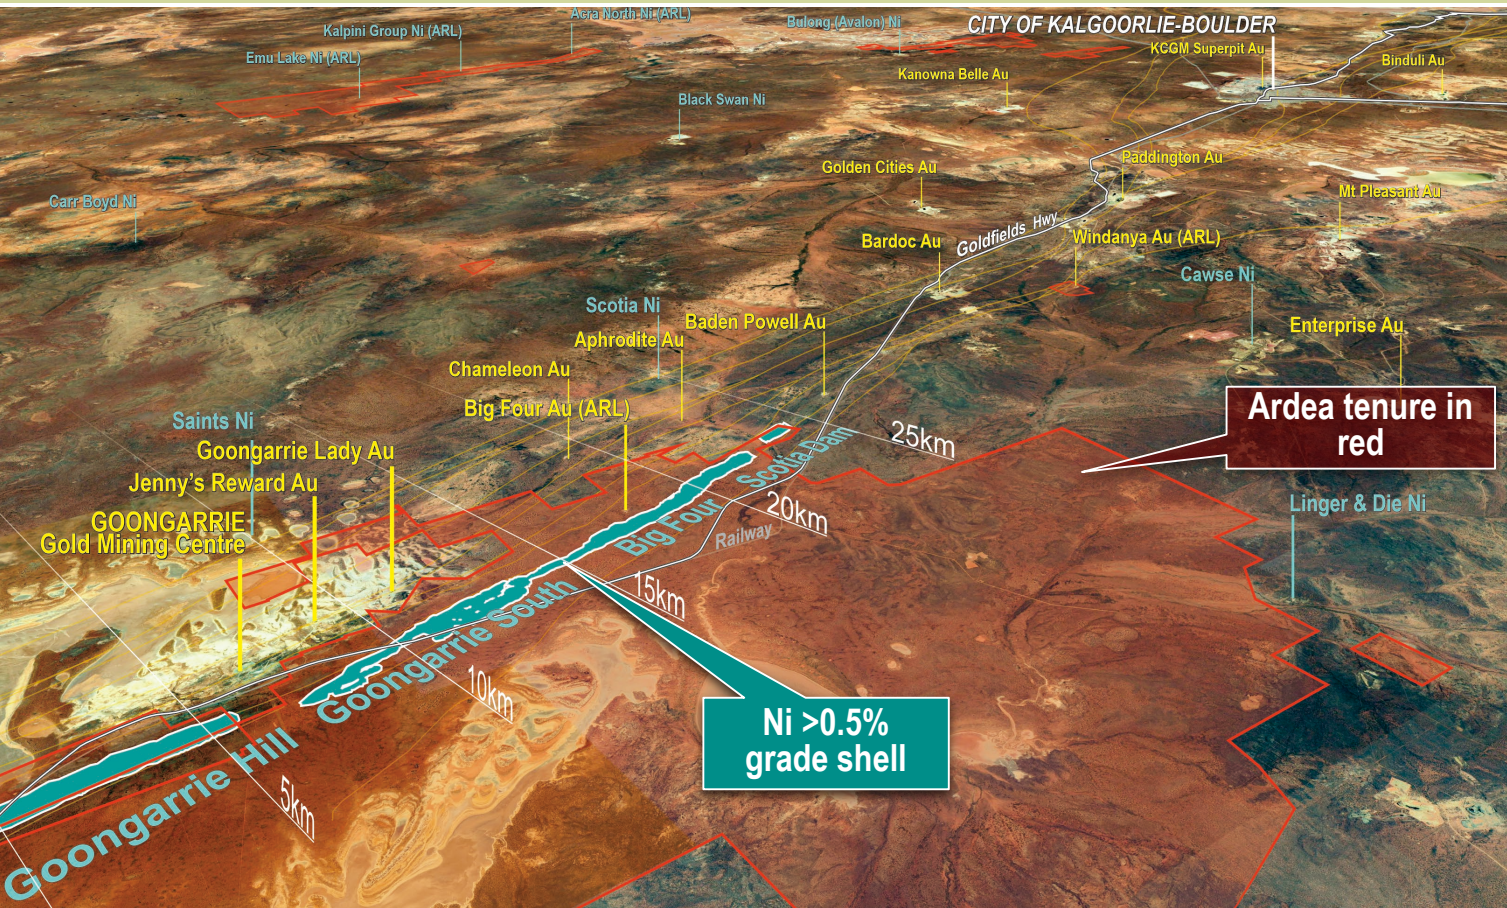 Acra North Ni (ARL)
Bulong (Avalon) Ni
CITY OF KALGOORLIE-BOULDER
Kalpini Group Ni (ARL)
KCGM Superpit Au
Emu Lake Ni (ARL)
Binduli Au
Kanowna Belle Au
Black Swan Ni
Paddington Au
Golden Cities Au
Mt Pleasant Au
Carr Boyd Ni
Goldfields Hwy
Bardoc Au
Windanya Au (ARL)
Cawse Ni
Scotia Ni
Baden Powell Au
Enterprise Au
Aphrodite Au
Chameleon Au
Big Four Au (ARL)
Ardea tenure in
red
Saints Ni
Goongarrie Lady Au
25km
Scotia Dam
Jenny's Reward Au
Linger & Die Ni
20km
Big Four
GOONGARRIE
Gold Mining Centre
Railway
15km
Goongarrie South
10km
Ni >0.5%
grade shell
Goongarrie Hill
5km